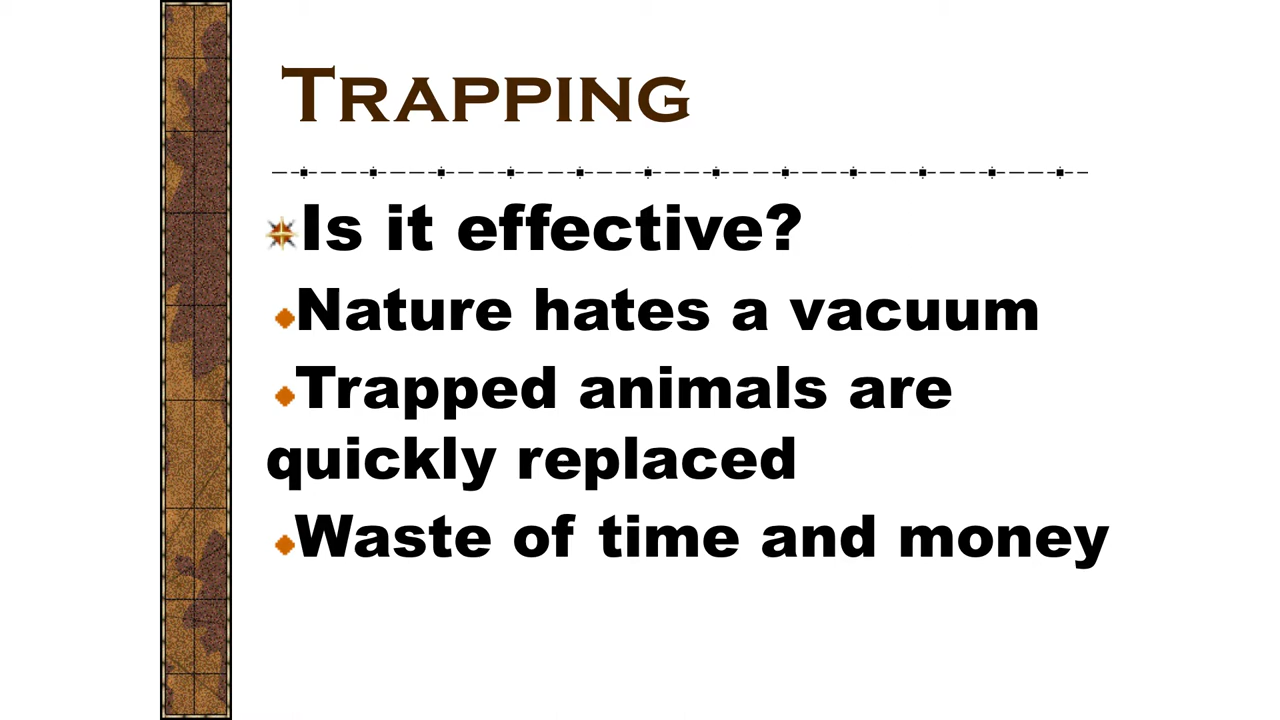 Trapping
Is it effective?
Nature hates a vacuum
Trapped animals are
quickly replaced
Waste of time and money